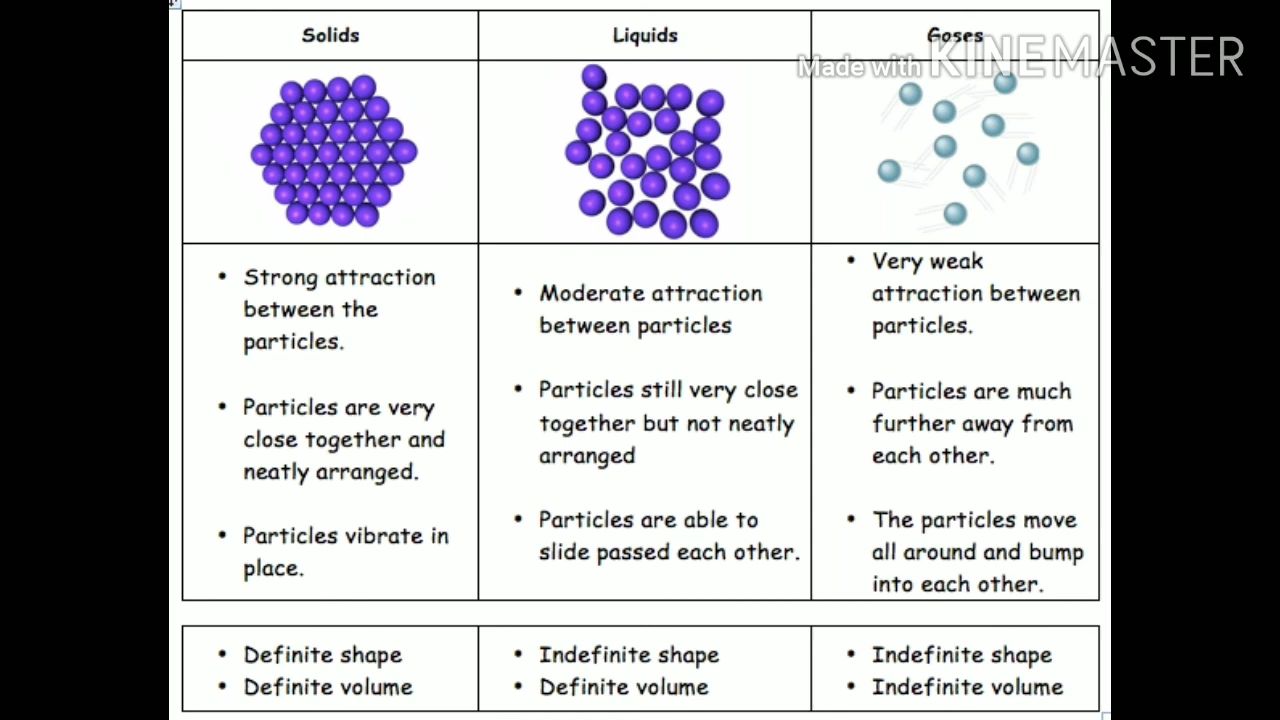 Solids
Liquids
Goses
Made with KINEMASTER
• Strong attraction
between the
particles.
• Particles are very
close together and
neatly arranged.
• Particles vibrate in
place.
• Moderate attraction
between particles
• Particles still very close
together but not neatly
arranged
• Particles are able to
slide passed each other.
• Very weak
attraction between
particles.
• Particles are much
further away from
each other.
• The particles move
all around and bump
into each other.
• Definite shape
• Definite volume
• Indefinite shape
• Definite volume
• Indefinite shape
• Indefinite volume